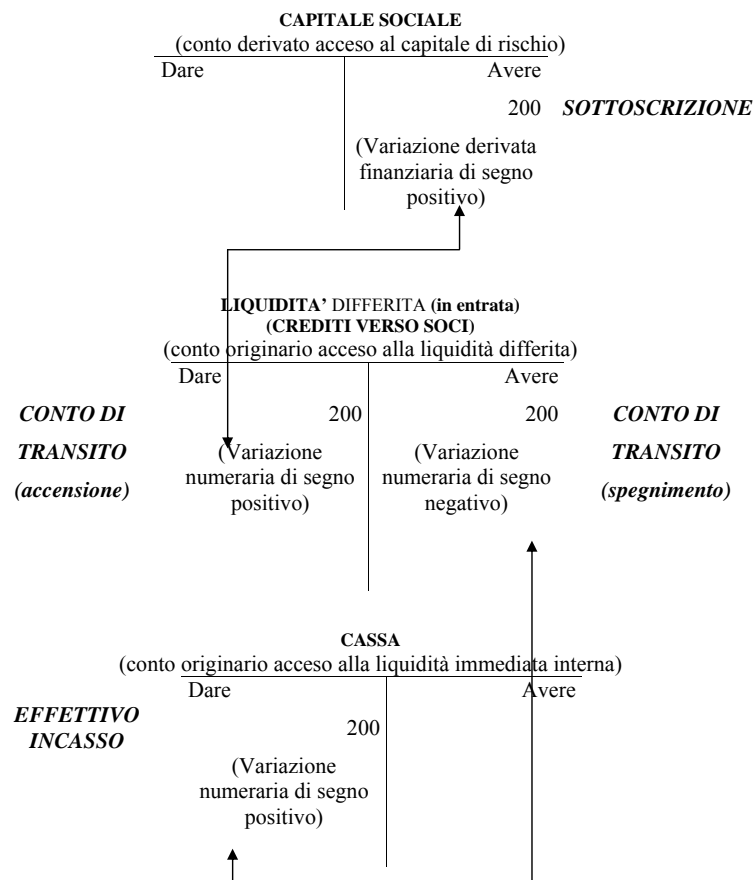 CAPITALE SOCIALE
(conto derivato acceso al capitale di rischio)
Dare Avere
200 SOTTOSCRIZIONE
(Variazione derivata
finanziaria di segno
positivo)
LIQUIDITA’ DIFFERITA (in entrata)
(CREDITI VERSO SOCI)
(conto originario acceso alla liquidità differita)
Dare Avere
CONTO DI 200 200 CONTO DI
TRANSITO (Variazione (Variazione TRANSITO
numeraria di segno numeraria di segno
(accensione) positivo) negativo) (spegnimento)
CASSA
(conto originario acceso alla liquidità immediata interna)
Dare Avere
EFFETTIVO
INCASSO
200
(Variazione
numeraria di segno
positivo)